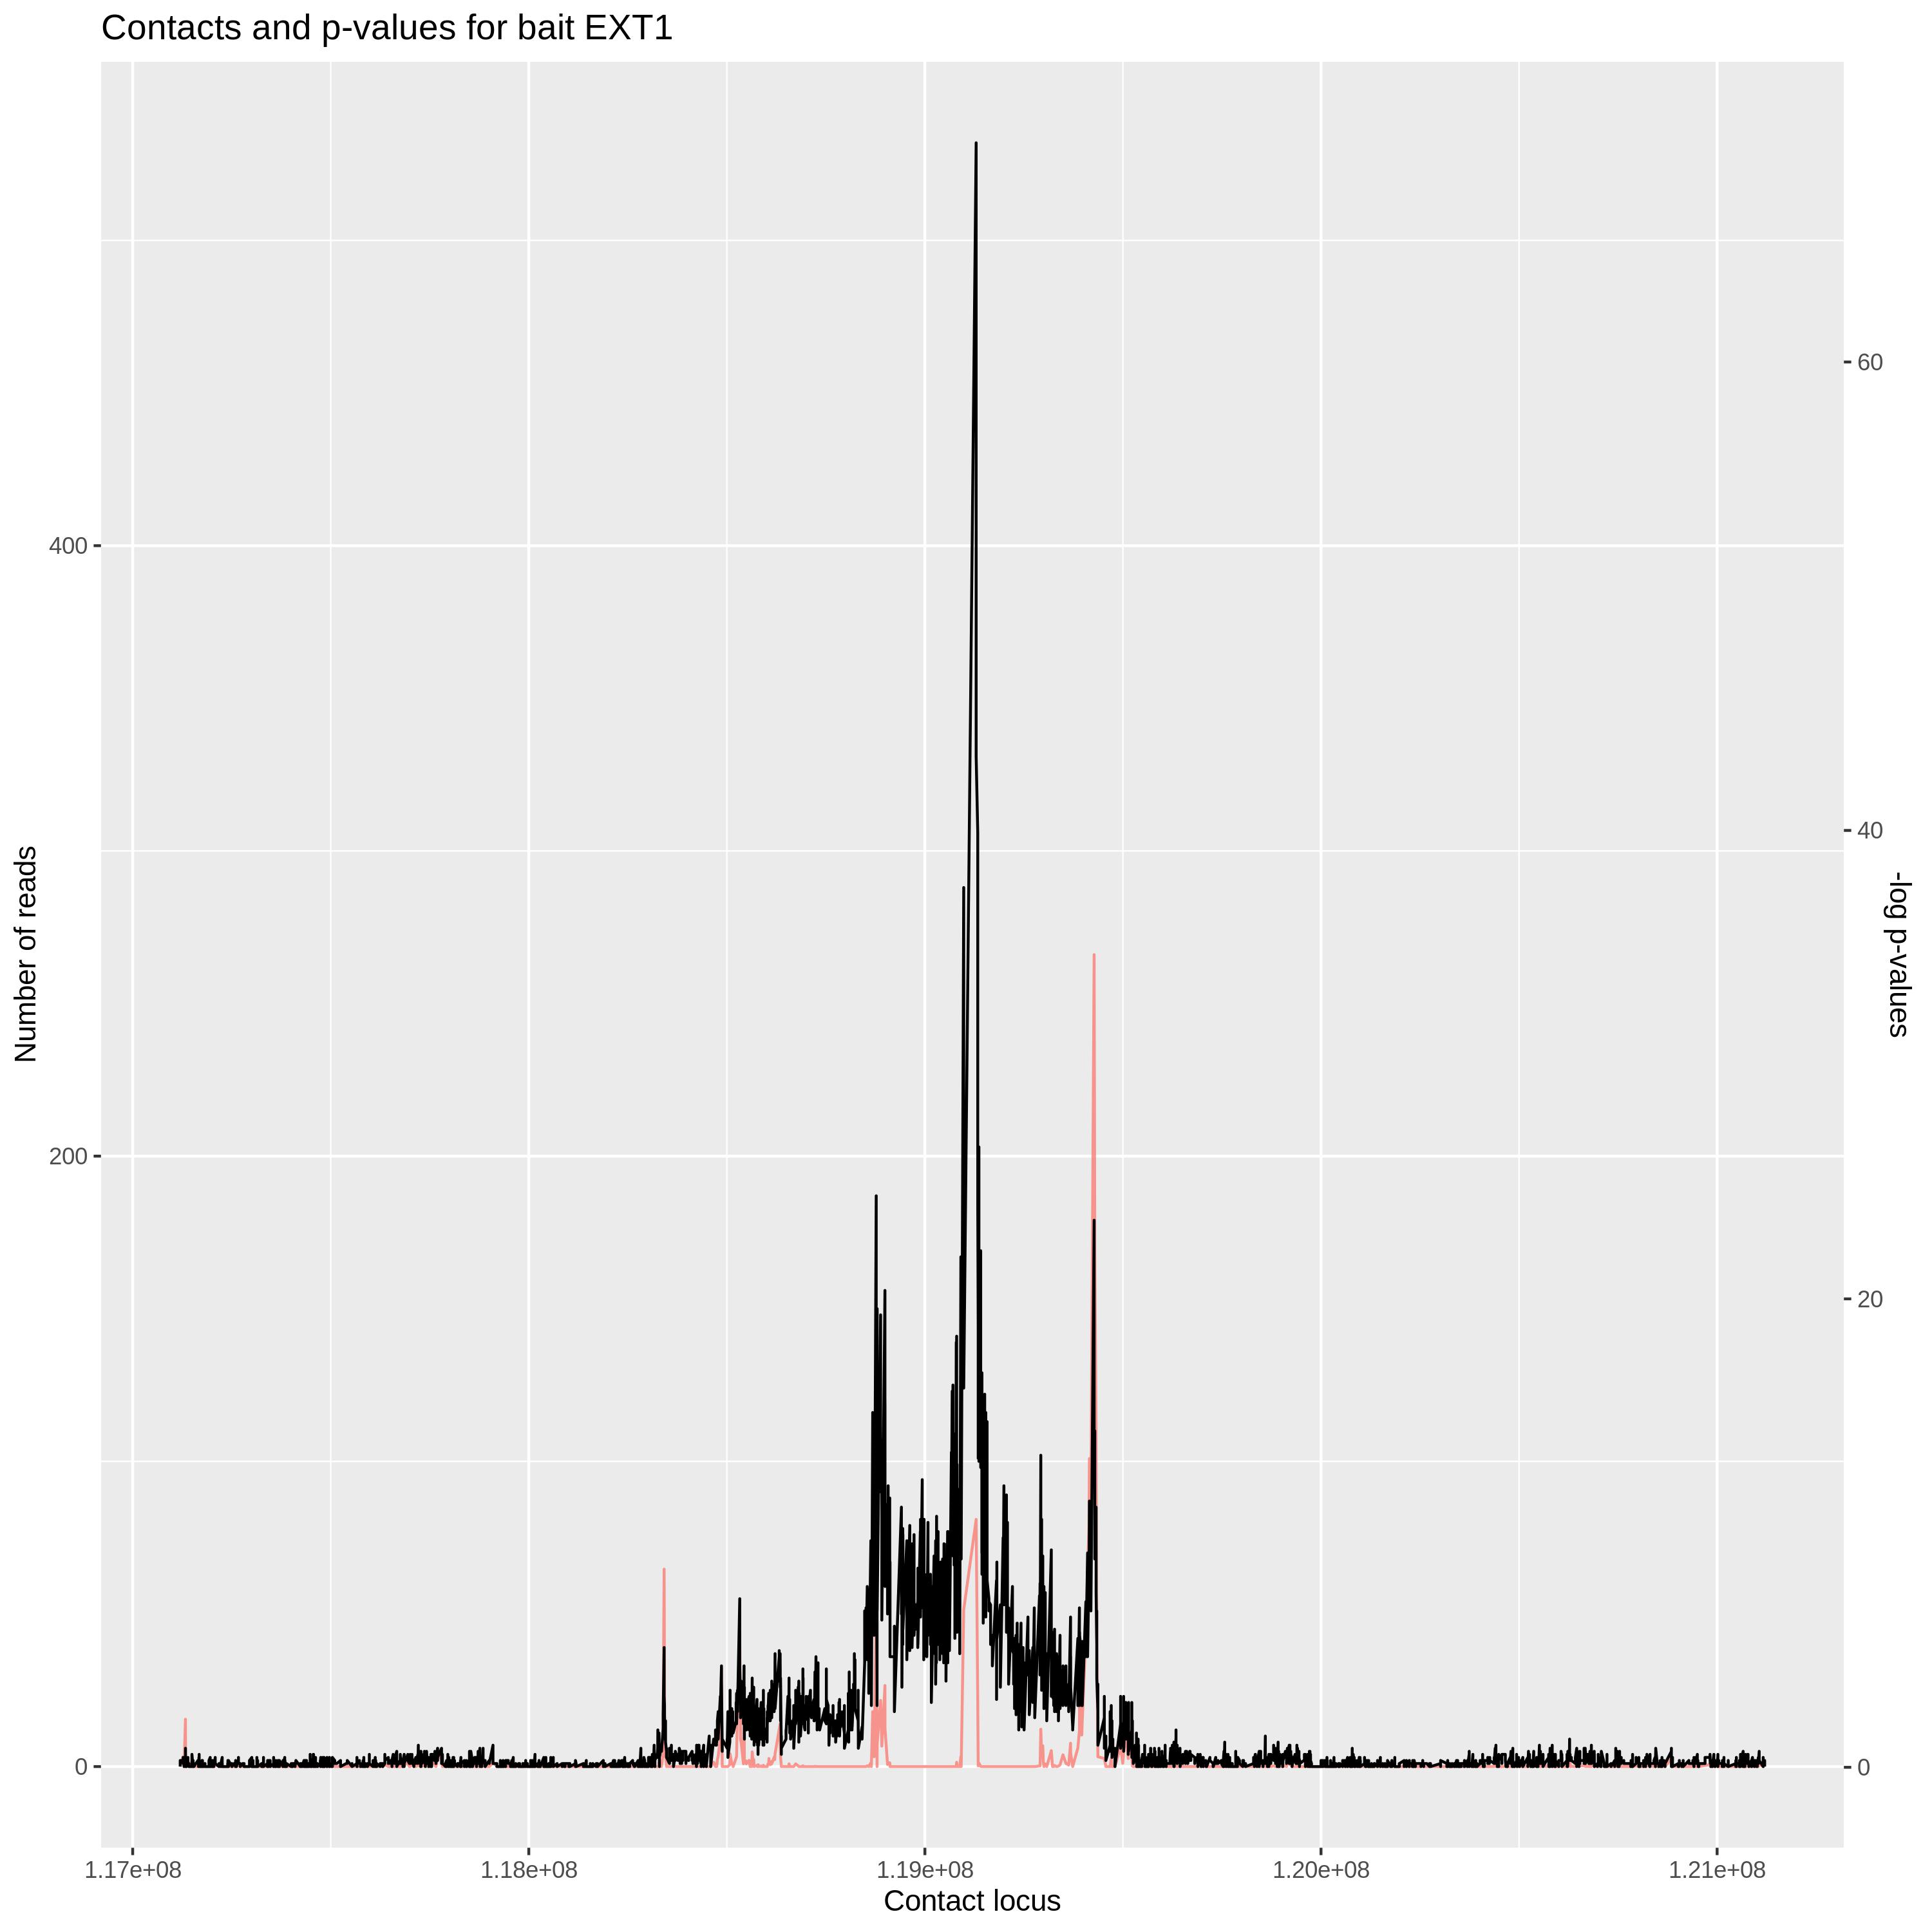 Contacts and p-values for bait EXT1
Number of reads
400
200
0
60
40
20
0
-log p-values
1.17e+08 1.18e+08 1.19e+08 1.20e+08 1.21e+08
Contact locus